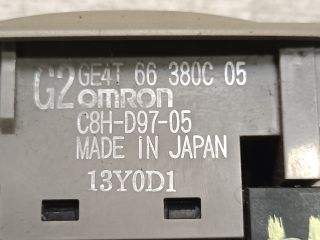 G2 GE4T 66 380C 05
omron
C8H-D97-05
MADE IN JAPAN
13Y0D1